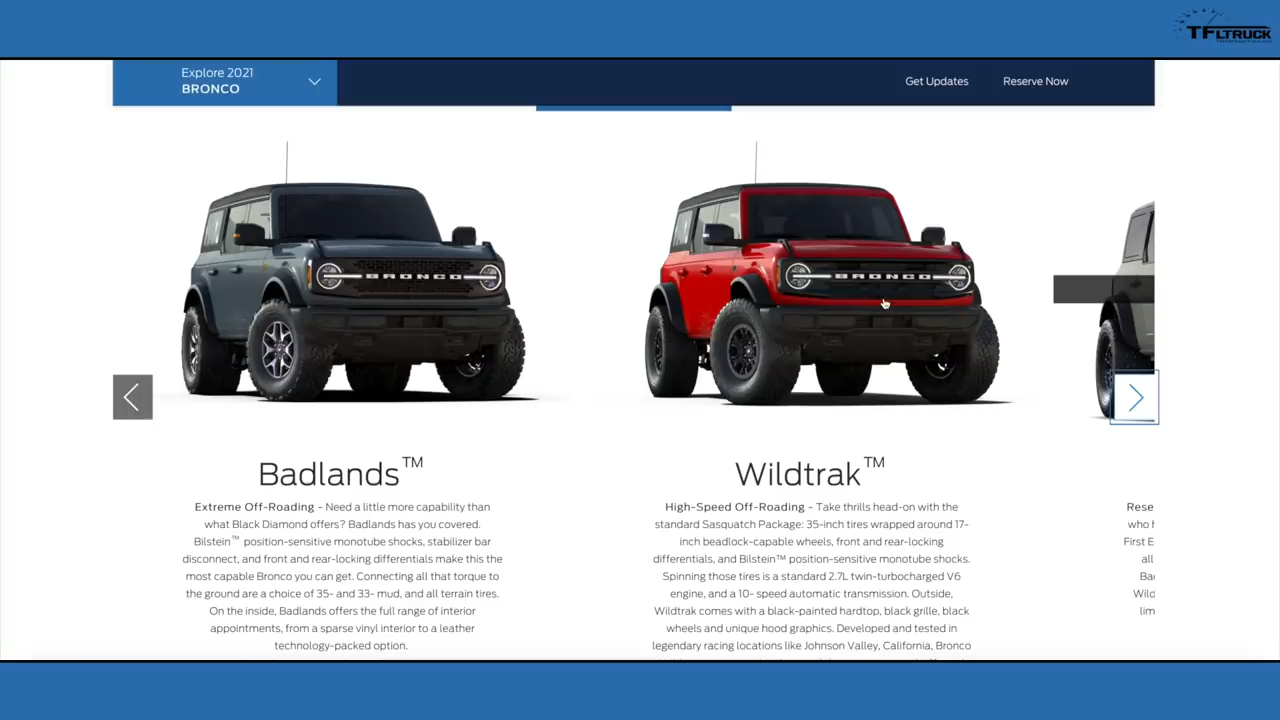 TFLTRUCK
Explore 2021
BRONCO
Get Updates
Reserve Now
BRONCO
BRONCO
Badlands™
Extreme Off-Roading - Need a little more capability than
what Black Diamond offers? Badlands has you covered.
Bilstein™ position-sensitive monotube shocks, stabilizer bar
disconnect, and front and rear-locking differentials make this the
most capable Bronco you can get. Connecting all that torque to
the ground are a choice of 35- and 33- mud, and all terrain tires.
On the inside, Badlands offers the full range of interior
appointments, from a sparse vinyl interior to a leather
technology-packed option.
Wildtrak™
High-Speed Off-Roading - Take thrills head-on with the
standard Sasquatch Package: 35-inch tires wrapped around 17-
inch beadlock-capable wheels, front and rear-locking
differentials, and Bilstein™ position-sensitive monotube shocks.
Spinning those tires is a standard 2.7L twin-turbocharged V6
engine, and a 10- speed automatic transmission. Outside,
Wildtrak comes with a black-painted hardtop, black grille, black
wheels and unique hood graphics. Developed and tested in
legendary racing locations like Johnson Valley, California, Bronco
Rese
who
First E
all
Ba
Wild
lim